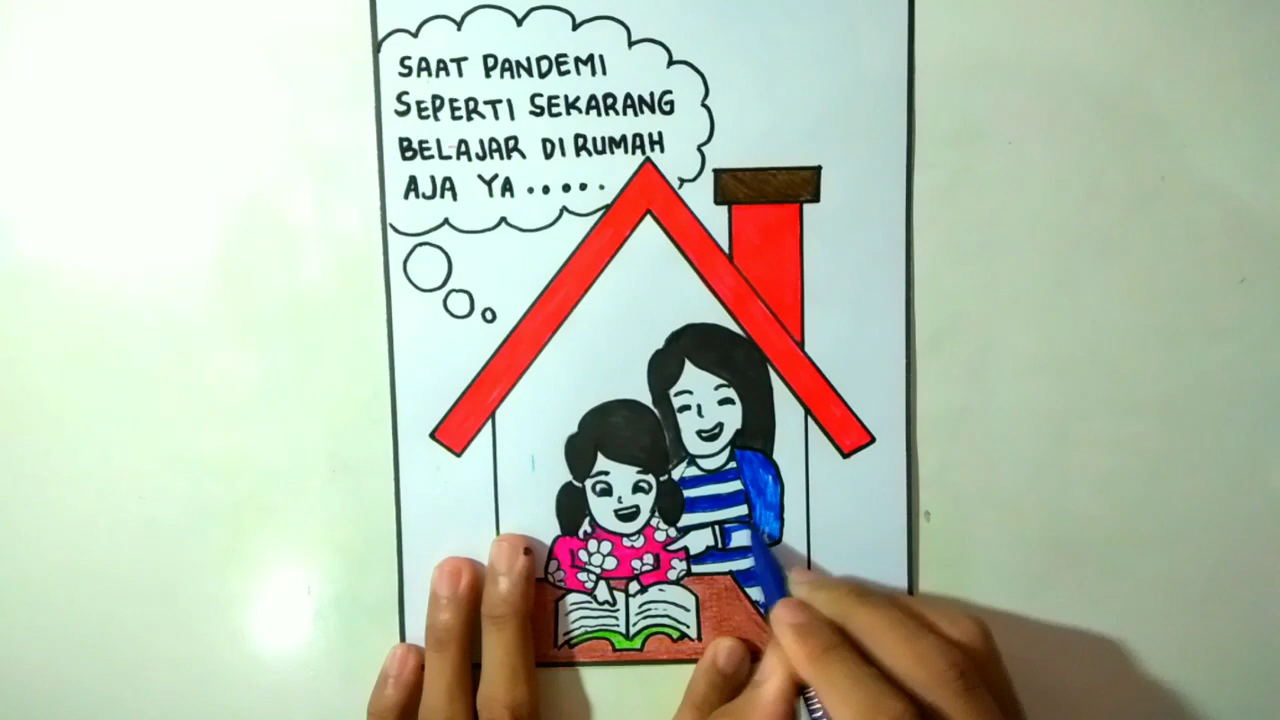 SAAT PANDEMI
SEPERTI SEKARANG
BELAJAR DI RUMAH
AJA YA.....